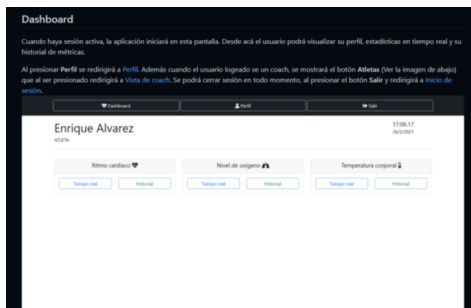 Dashboard
Cuando haya sesión activa, la aplicación iniciará en esta pantalla. Desde acá el usuario podrá visualizar su perfil, estadísticas en tiempo real y su
historial de métricas.
Al presionar Perfil se redirigirá a Perfil. Además cuando el usuario logeado se un coach, se mostrará el botón Atletas (Ver la imagen de abajo)
que al ser presionado redirigirá a Vista de coach. Se podrá cerrar sesión en todo momento, al presionar el botón Salir y redirigirá a Inicio de
sesión.
Dashboard Perfil Salir
Enrique Alvarez 17:06:17
ATLETA 26/2/2021
Ritmo cardíaco Nivel de oxígeno Temperatura corporal
Tiempo real Historial Tiempo real Historial Tiempo real Historial